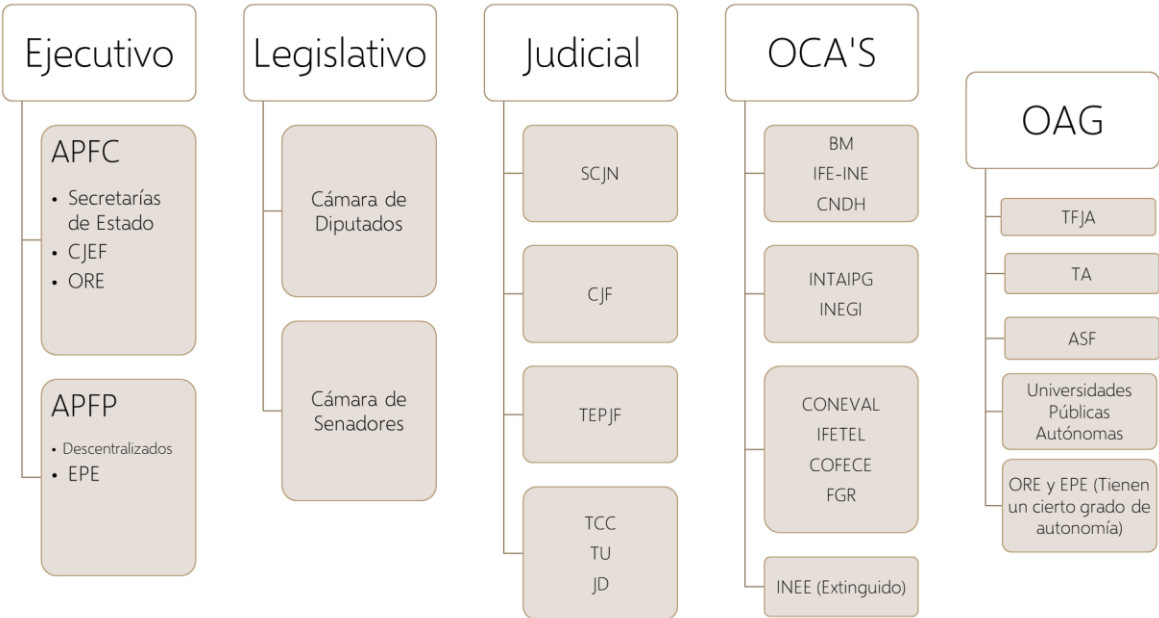 Ejecutivo
APFC
• Secretarías
de Estado
• CJEF
• ORE
APFP
• Descentralizados
• EPE
Legislativo
Cámara de
Diputados
Cámara de
Senadores
Judicial
SCJN
CJF
TEPJF
TCC
TU
JD
OCA'S
BM
IFE-INE
CNDH
INTAIPG
INEGI
CONEVAL
IFETEL
COFECE
FGR
INEE (Extinguido)
OAG
TFJA
TA
ASF
Universidades
Públicas
Autónomas
ORE y EPE (Tienen
un cierto grado de
autonomía)